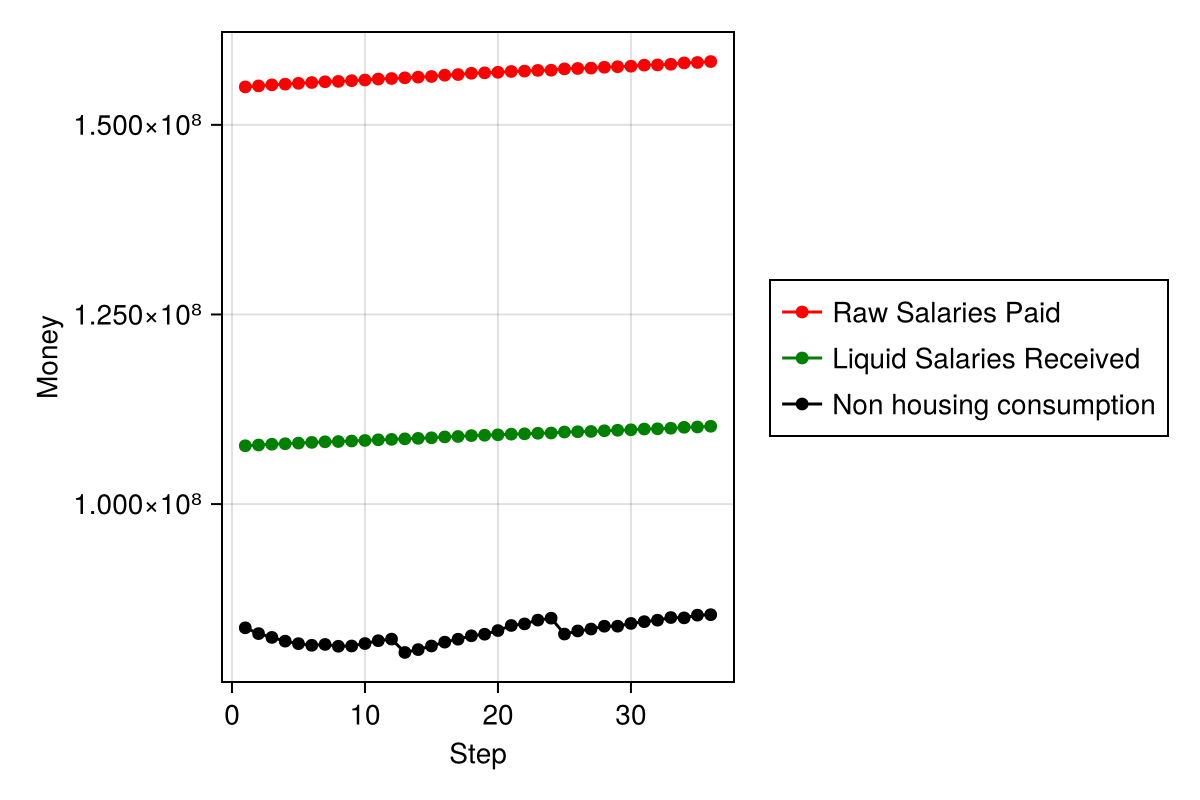 1.500×10⁸
1.250×10⁸
1.000×10⁸
Money
0 10 20 30
Step
Raw Salaries Paid
Liquid Salaries Received
Non housing consumption